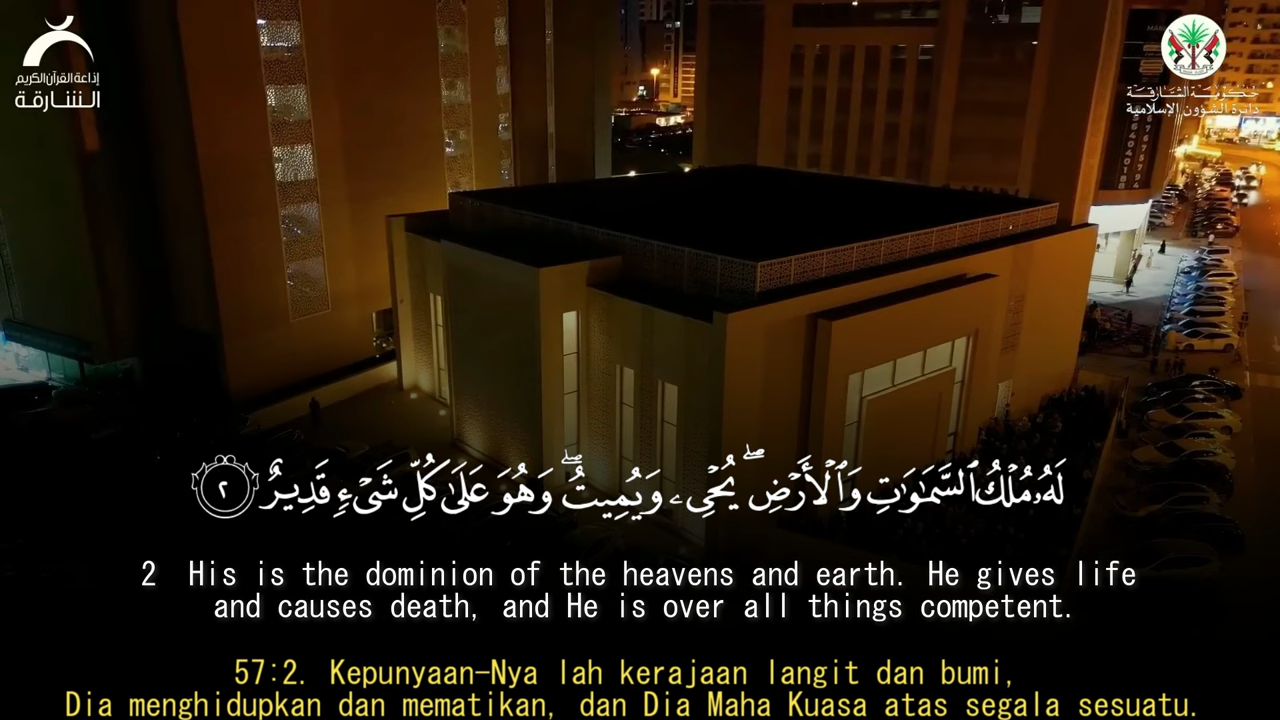 إذاعة القرآن الكريم
الشارقة
حكومة الشارقة
دائرة الشؤون الإسلامية
لَهُۥ مُلْكُ ٱلسَّمَـٰوَٰتِ وَٱلْأَرْضِ ۖ يُحْىِۦ وَيُمِيتُ ۖ وَهُوَ عَلَىٰ كُلِّ شَىْءٍ قَدِيرٌ ٢
2 His is the dominion of the heavens and earth. He gives life
and causes death, and He is over all things competent.
57:2. Kepunyaan-Nya lah kerajaan langit dan bumi,
Dia menghidupkan dan mematikan, dan Dia Maha Kuasa atas segala sesuatu.